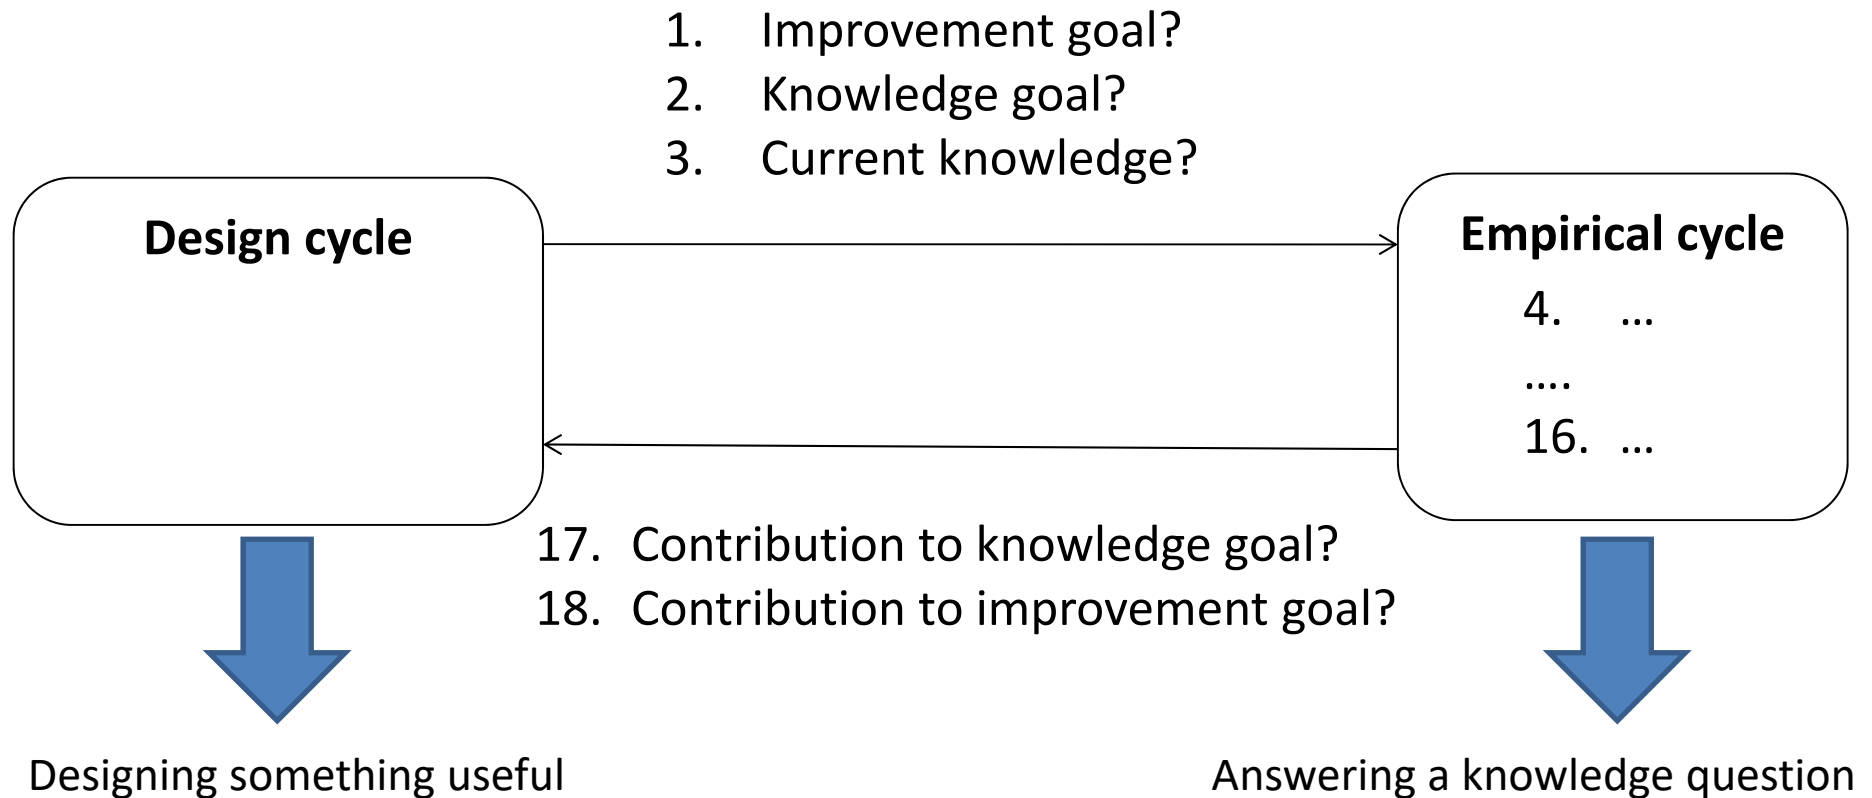 1. Improvement goal?
2. Knowledge goal?
3. Current knowledge?
Design cycle
Empirical cycle
4. ...
....
16. ...
17. Contribution to knowledge goal?
18. Contribution to improvement goal?
Designing something useful
Answering a knowledge question